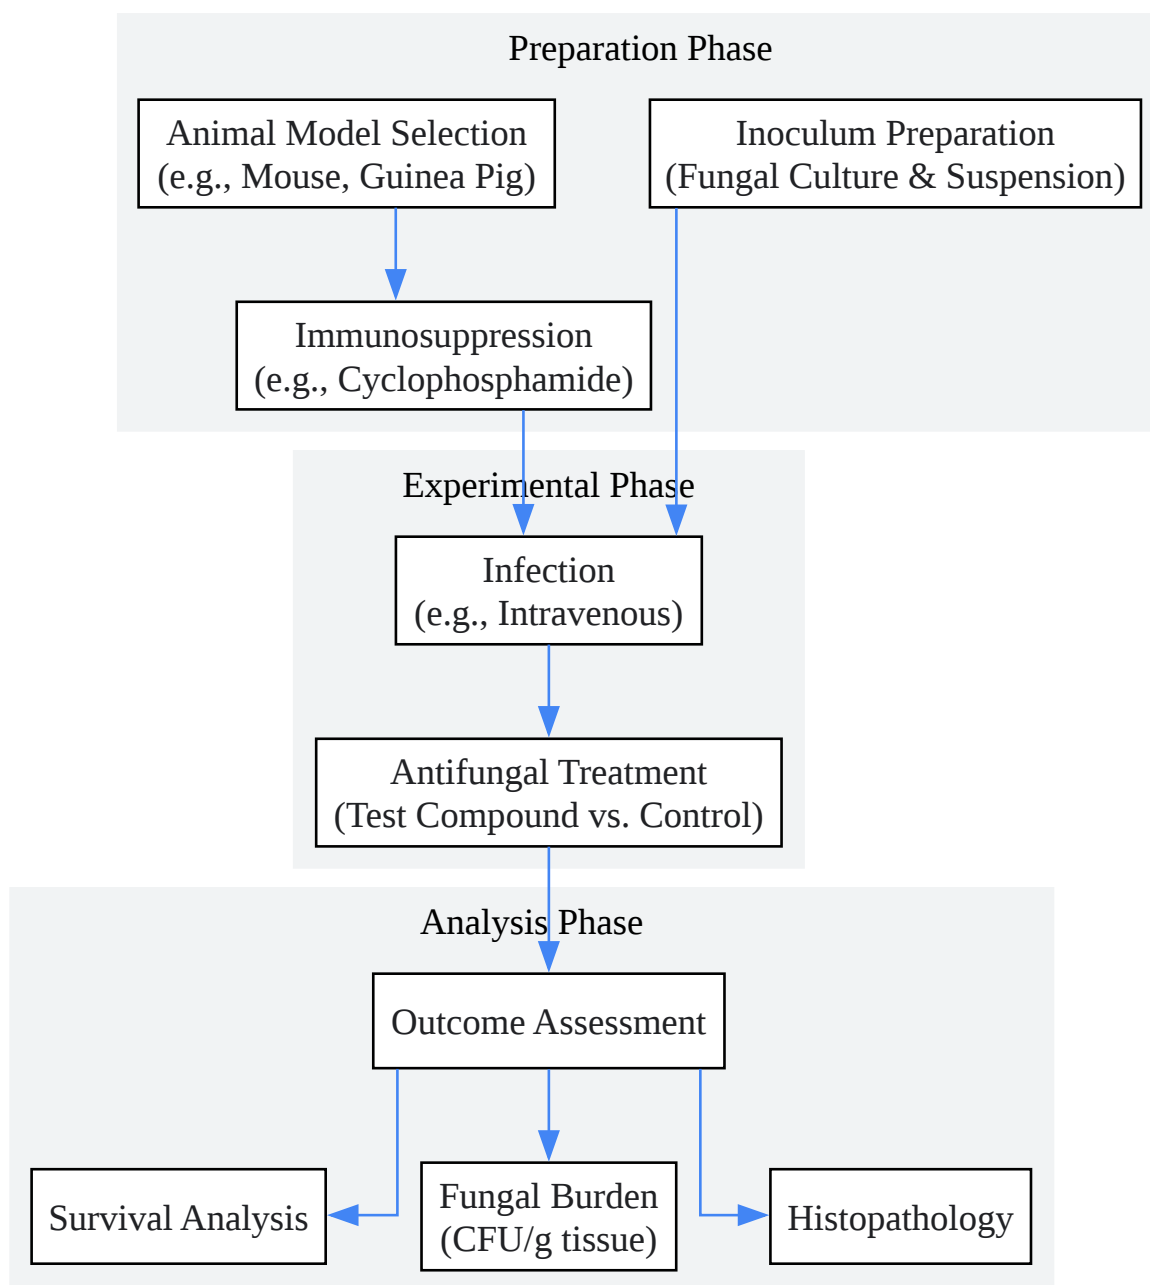 Preparation Phase
Animal Model Selection
(e.g., Mouse, Guinea Pig)
Inoculum Preparation
(Fungal Culture & Suspension)
Immunosuppression
(e.g., Cyclophosphamide)
Experimental Phase
Infection
(e.g., Intravenous)
Antifungal Treatment
(Test Compound vs. Control)
Analysis Phase
Outcome Assessment
Survival Analysis
Fungal Burden
(CFU/g tissue)
Histopathology